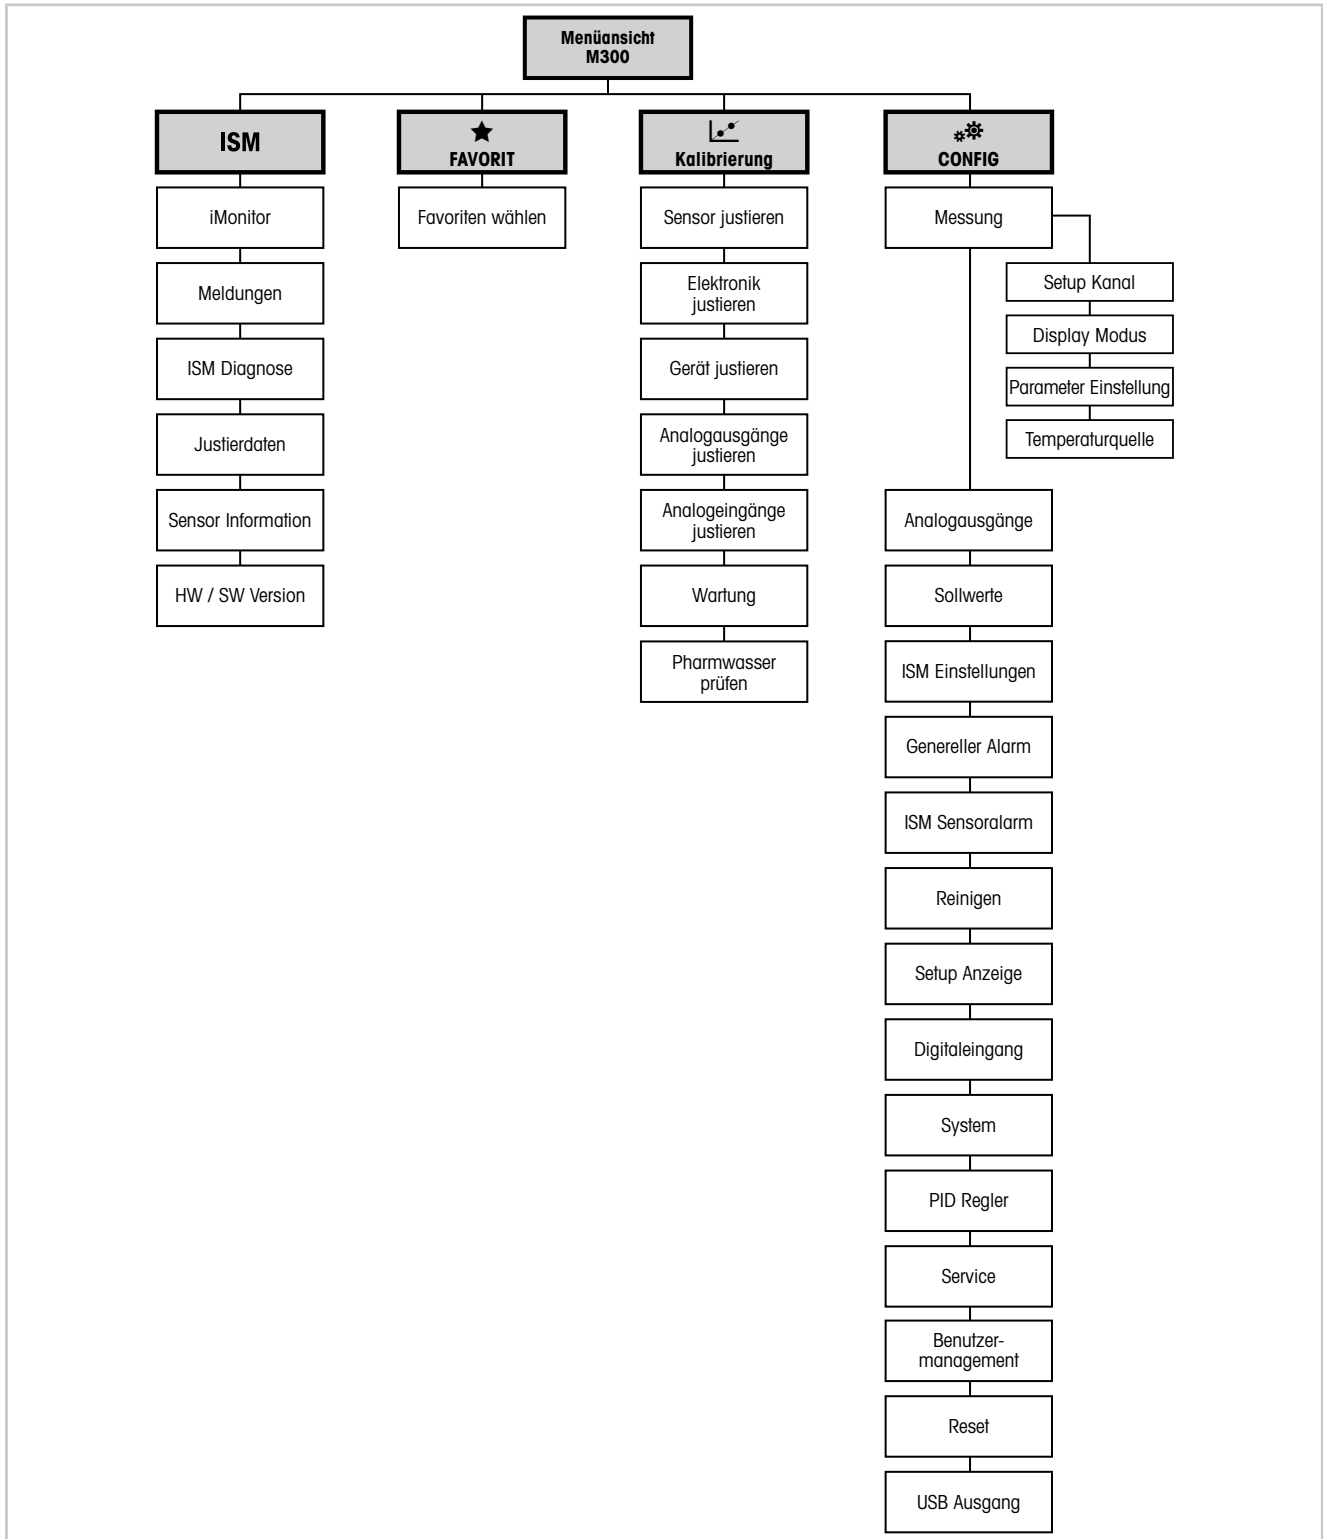 Menüansicht
M300
ISM
iMonitor
Meldungen
ISM Diagnose
Justierdaten
Sensor Information
HW / SW Version
FAVORIT
Favoriten wählen
Kalibrierung
Sensor justieren
Elektronik
justieren
Gerät justieren
Analogausgänge
justieren
Analogeingänge
justieren
Wartung
Pharmwasser
prüfen
CONFIG
Messung
Setup Kanal
Display Modus
Parameter Einstellung
Temperaturquelle
Analogausgänge
Sollwerte
ISM Einstellungen
Genereller Alarm
ISM Sensoralarm
Reinigen
Setup Anzeige
Digitaleingang
System
PID Regler
Service
Benutzer-
management
Reset
USB Ausgang